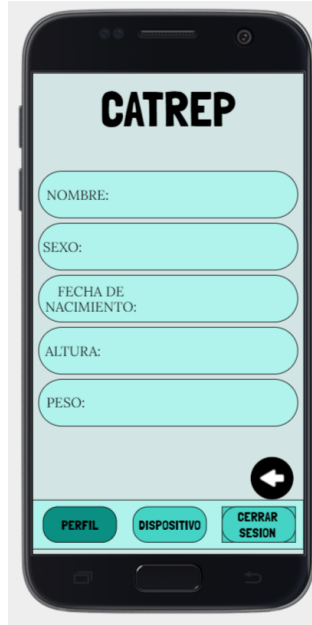 CATREP
NOMBRE:
SEXO:
FECHA DE
NACIMIENTO:
ALTURA:
PESO:
PERFIL
DISPOSITIVO
CERRAR
SESION